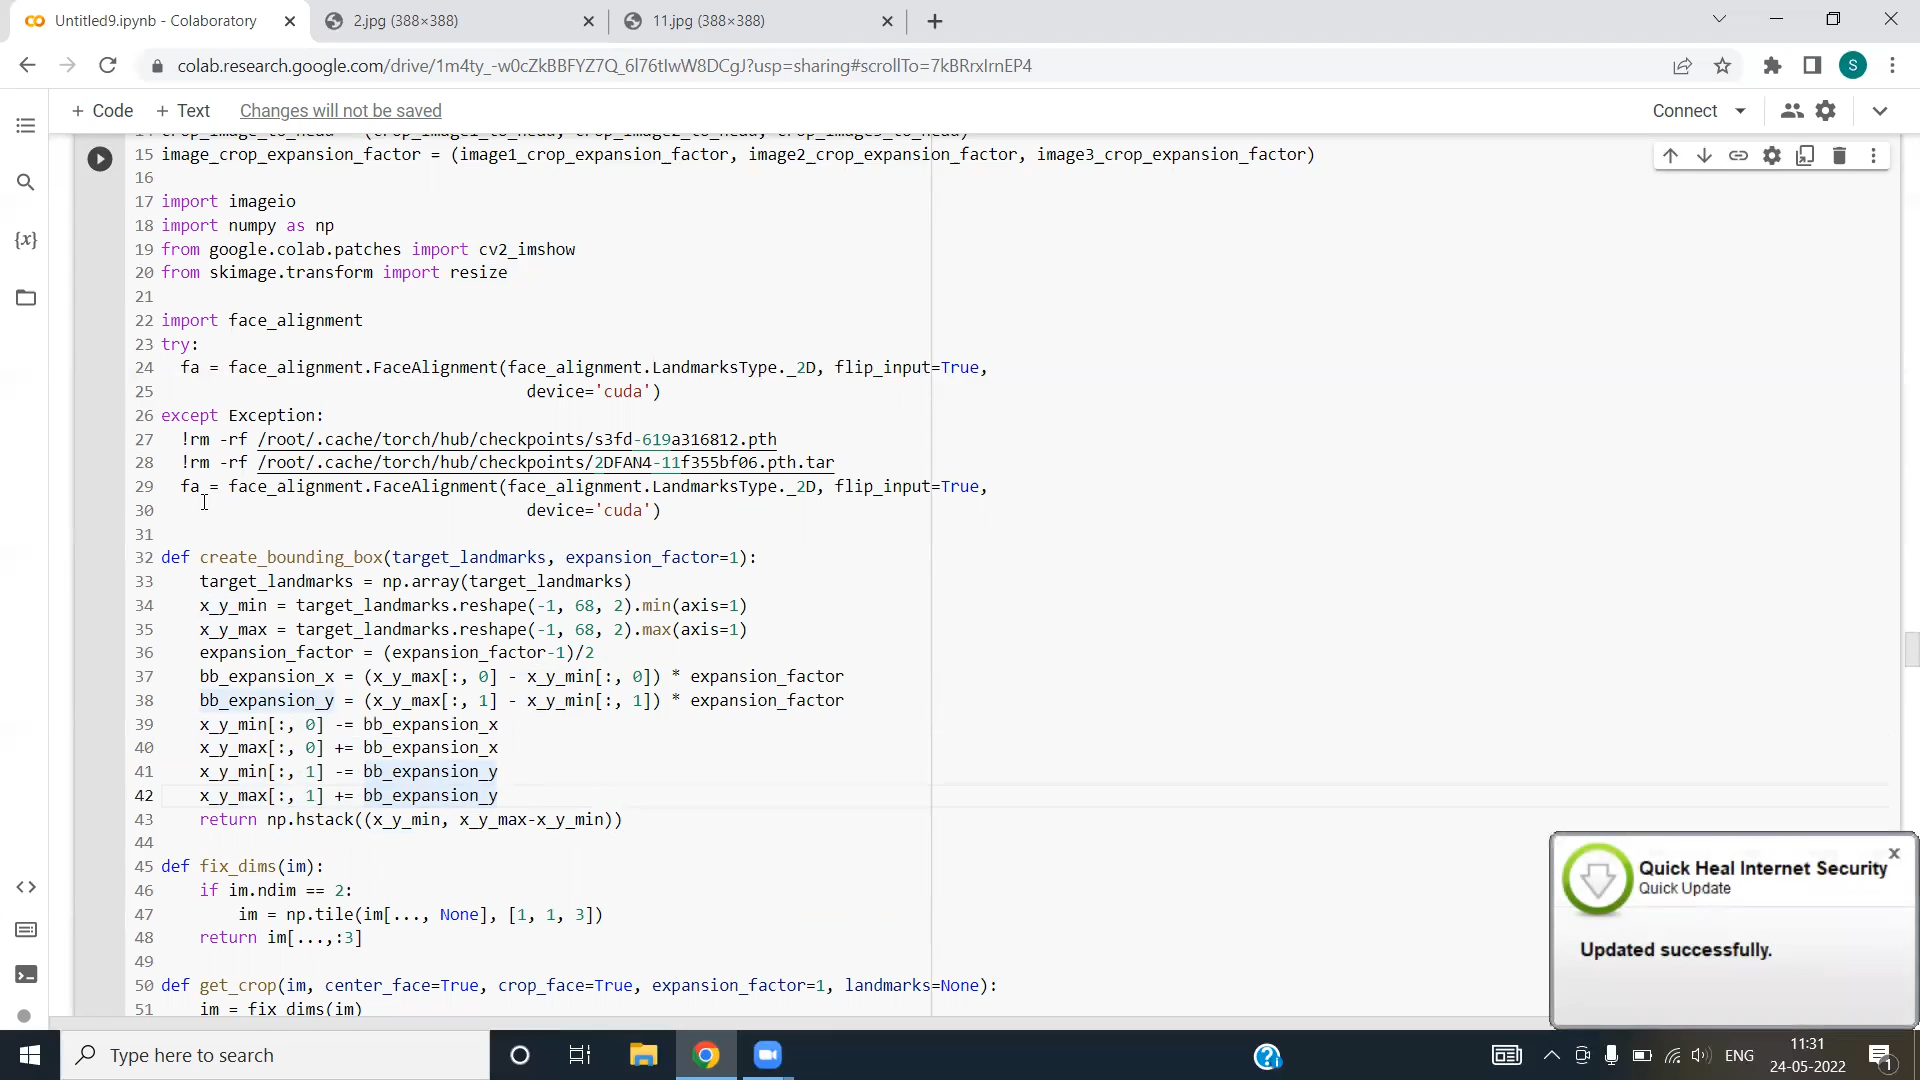 Untitled9.ipynb - Colaboratory
2.jpg (388×388)
11.jpg (388×388)
colab.research.google.com/drive/1m4ty_-w0cZkBBFYZ7Q_6l76tIwW8DCgJ?usp=sharing#scrollTo=7kBRrxIrnEP4
S
+ Code + Text Changes will not be saved
Connect
15 image_crop_expansion_factor = (image1_crop_expansion_factor, image2_crop_expansion_factor, image3_crop_expansion_factor)
16
17 import imageio
18 import numpy as np
19 from google.colab.patches import cv2_imshow
20 from skimage.transform import resize
21
22 import face_alignment
23 try:
24 fa = face_alignment.FaceAlignment(face_alignment.LandmarksType._2D, flip_input=True,
25 device='cuda')
26 except Exception:
27 !rm -rf /root/.cache/torch/hub/checkpoints/s3fd-619a316812.pth
28 !rm -rf /root/.cache/torch/hub/checkpoints/2DFAN4-11f355bf06.pth.tar
29 fa = face_alignment.FaceAlignment(face_alignment.LandmarksType._2D, flip_input=True,
30 device='cuda')
31
32 def create_bounding_box(target_landmarks, expansion_factor=1):
33 target_landmarks = np.array(target_landmarks)
34 x_y_min = target_landmarks.reshape(-1, 68, 2).min(axis=1)
35 x_y_max = target_landmarks.reshape(-1, 68, 2).max(axis=1)
36 expansion_factor = (expansion_factor-1)/2
37 bb_expansion_x = (x_y_max[:, 0] - x_y_min[:, 0]) * expansion_factor
38 bb_expansion_y = (x_y_max[:, 1] - x_y_min[:, 1]) * expansion_factor
39 x_y_min[:, 0] -= bb_expansion_x
40 x_y_max[:, 0] += bb_expansion_x
41 x_y_min[:, 1] -= bb_expansion_y
42 x_y_max[:, 1] += bb_expansion_y
43 return np.hstack((x_y_min, x_y_max-x_y_min))
44
45 def fix_dims(im):
46 if im.ndim == 2:
47 im = np.tile(im[..., None], [1, 1, 3])
48 return im[...,:3]
49
50 def get_crop(im, center_face=True, crop_face=True, expansion_factor=1, landmarks=None):
51 im = fix_dims(im)
Quick Heal Internet Security
Quick Update
Updated successfully.
Type here to search
ENG
11:31
24-05-2022
1